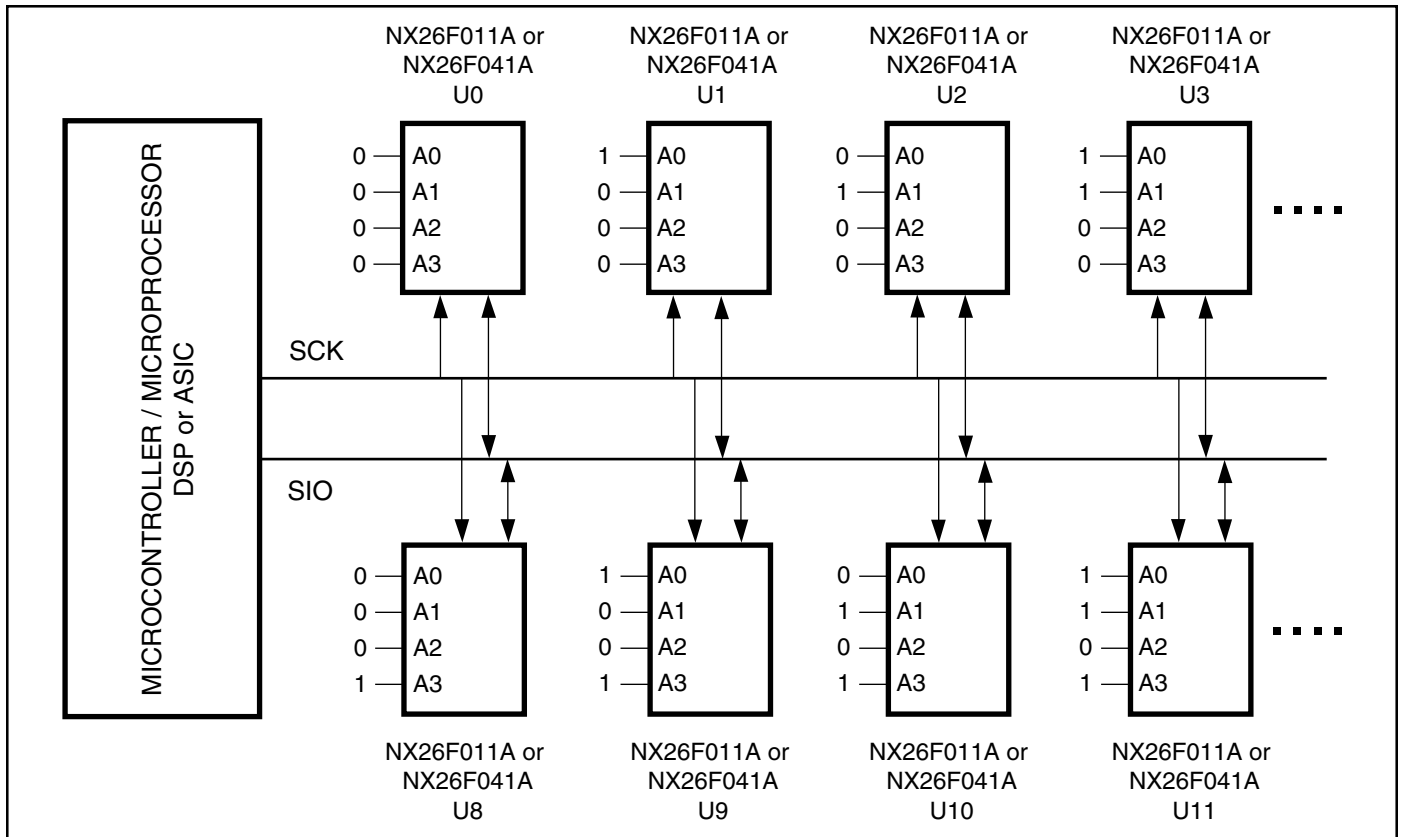 NX26F011A or
NX26F041A
U0
NX26F011A or
NX26F041A
U1
NX26F011A or
NX26F041A
U2
NX26F011A or
NX26F041A
U3
MICROCONTROLLER / MICROPROCESSOR
DSP or ASIC
0 A0
0 A1
0 A2
0 A3
1 A0
0 A1
0 A2
0 A3
0 A0
1 A1
0 A2
0 A3
1 A0
1 A1
0 A2
0 A3
SCK
SIO
0 A0
0 A1
0 A2
1 A3
1 A0
0 A1
0 A2
1 A3
0 A0
1 A1
0 A2
1 A3
1 A0
1 A1
0 A2
1 A3
NX26F011A or
NX26F041A
U8
NX26F011A or
NX26F041A
U9
NX26F011A or
NX26F041A
U10
NX26F011A or
NX26F041A
U11